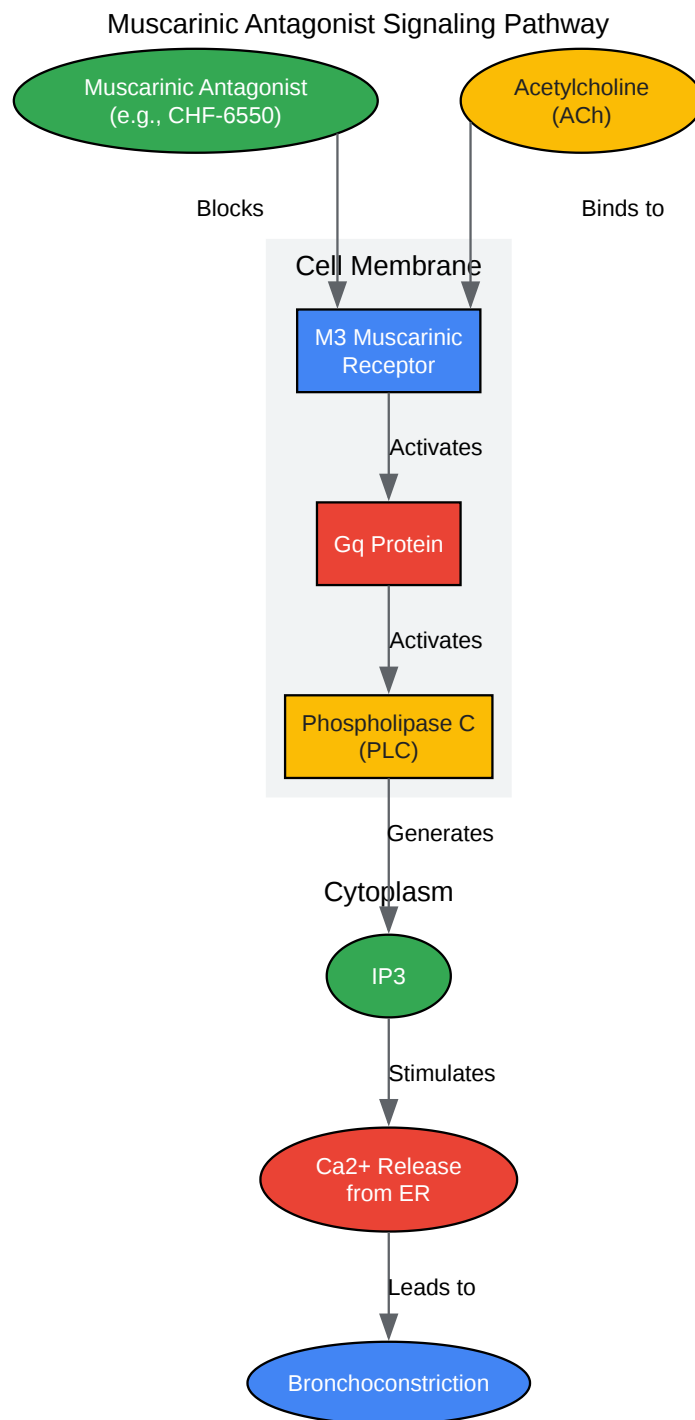 Muscarinic Antagonist Signaling Pathway
Muscarinic Antagonist
(e.g., CHF-6550)
Acetylcholine
(ACh)
Blocks
Binds to
Cell Membrane
M3 Muscarinic
Receptor
Activates
Gq Protein
Activates
Phospholipase C
(PLC)
Generates
Cytoplasm
IP3
Stimulates
Ca2+ Release
from ER
Leads to
Bronchoconstriction